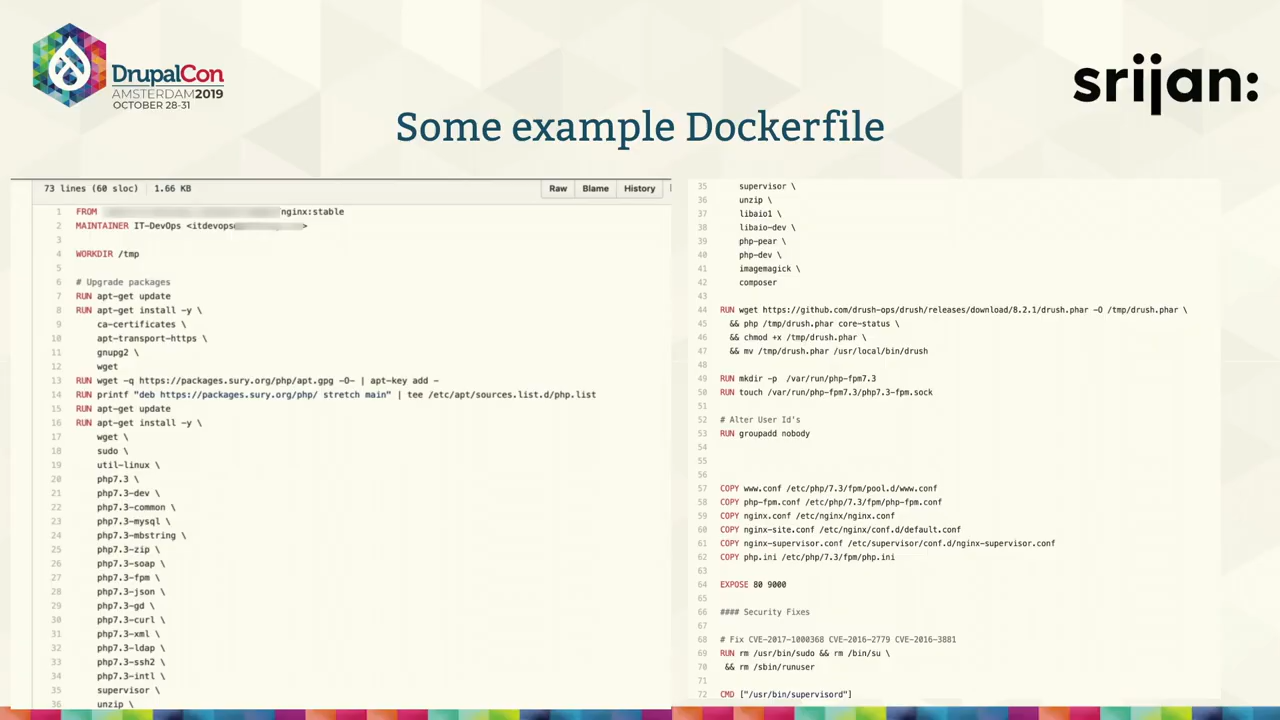 DrupalCon
AMSTERDAM2019
OCTOBER 28-31
srijan:
Some example Dockerfile
73 lines (60 sloc) 1.66 KB
Raw Blame History
1 FROM nginx:stable
2 MAINTAINER IT-DevOps <itdevops >
3
4 WORKDIR /tmp
5
6 # Upgrade packages
7 RUN apt-get update
8 RUN apt-get install -y \
9 ca-certificates \
10 apt-transport-https \
11 gnupg2 \
12 wget
13 RUN wget -q https://packages.sury.org/php/apt.gpg -O- | apt-key add -
14 RUN printf "deb https://packages.sury.org/php/ stretch main" | tee /etc/apt/sources.list.d/php.list
15 RUN apt-get update
16 RUN apt-get install -y \
17 wget \
18 sudo \
19 util-linux \
20 php7.3 \
21 php7.3-dev \
22 php7.3-common \
23 php7.3-mysql \
24 php7.3-mbstring \
25 php7.3-zip \
26 php7.3-soap \
27 php7.3-fpm \
28 php7.3-json \
29 php7.3-gd \
30 php7.3-curl \
31 php7.3-xml \
32 php7.3-ldap \
33 php7.3-ssh2 \
34 php7.3-intl \
35 supervisor \
36 unzip \
35 supervisor \
36 unzip \
37 libaio1 \
38 libaio-dev \
39 php-pear \
40 php-dev \
41 imagemagick \
42 composer
43
44 RUN wget https://github.com/drush-ops/drush/releases/download/8.2.1/drush.phar -O /tmp/drush.phar \
45 && php /tmp/drush.phar core-status \
46 && chmod +x /tmp/drush.phar \
47 && mv /tmp/drush.phar /usr/local/bin/drush
48
49 RUN mkdir -p /var/run/php-fpm7.3
50 RUN touch /var/run/php-fpm7.3/php7.3-fpm.sock
51
52 # Alter User Id's
53 RUN groupadd nobody
54
55
56
57 COPY www.conf /etc/php/7.3/fpm/pool.d/www.conf
58 COPY php-fpm.conf /etc/php/7.3/fpm/php-fpm.conf
59 COPY nginx.conf /etc/nginx/nginx.conf
60 COPY nginx-site.conf /etc/nginx/conf.d/default.conf
61 COPY nginx-supervisor.conf /etc/supervisor/conf.d/nginx-supervisor.conf
62 COPY php.ini /etc/php/7.3/fpm/php.ini
63
64 EXPOSE 80 9000
65
66 #### Security Fixes
67
68 # Fix CVE-2017-1000368 CVE-2016-2779 CVE-2016-3881
69 RUN rm /usr/bin/sudo && rm /bin/su \
70 && rm /sbin/runuser
71
72 CMD ["/usr/bin/supervisord"]